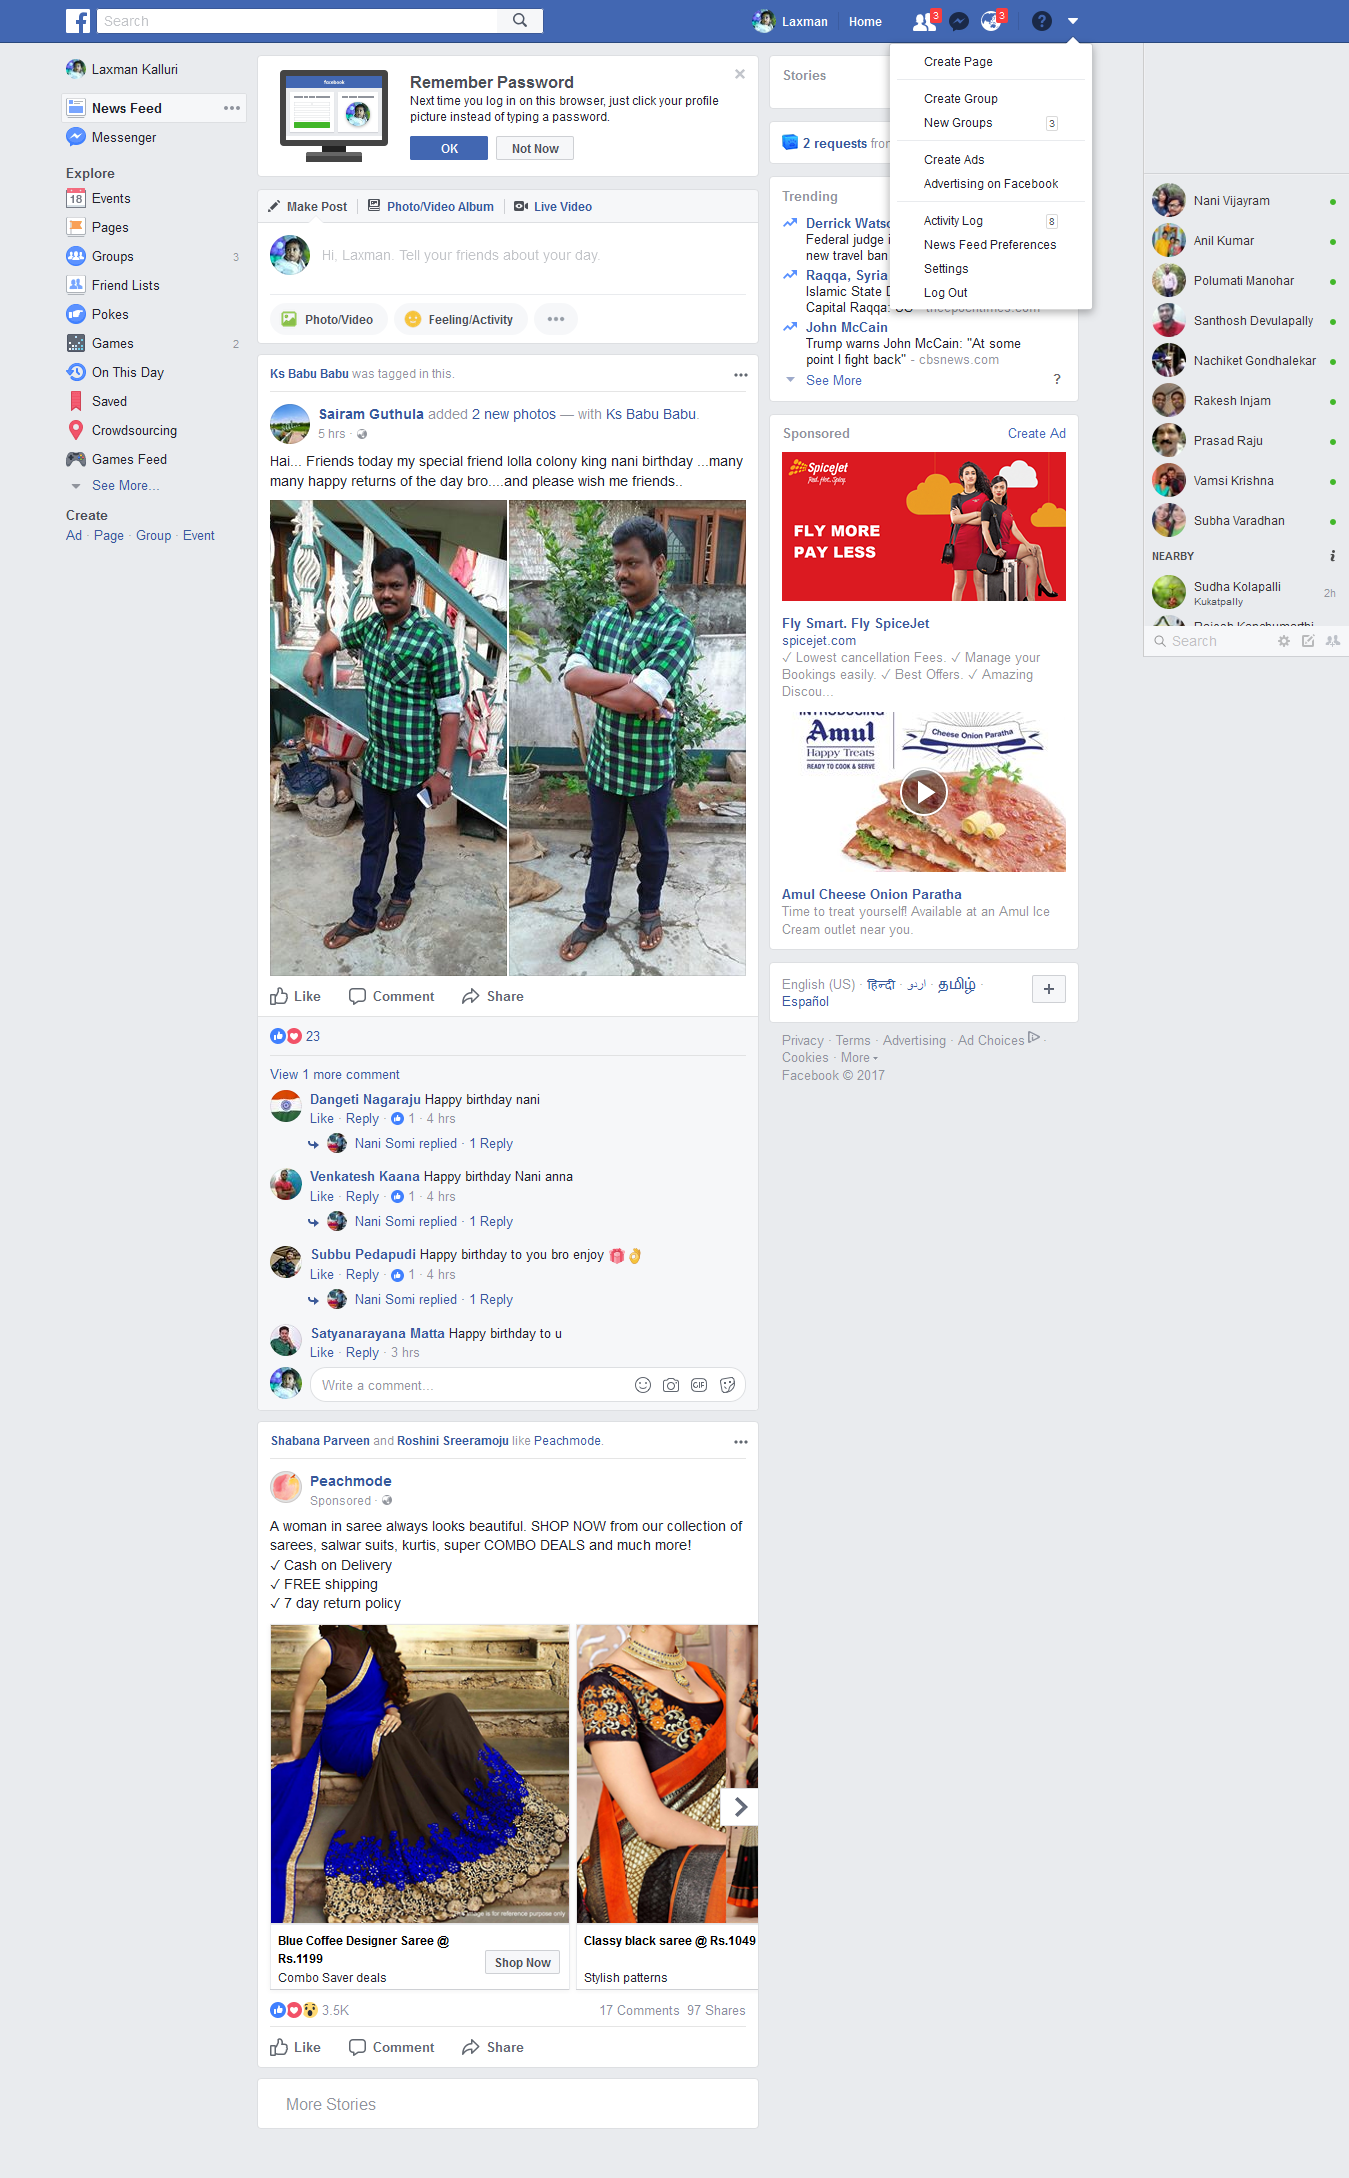 Search
Laxman
Home
3
3
Laxman Kalluri
News Feed
Messenger
Explore
18 Events
Pages
Groups 3
Friend Lists
Pokes
Games 2
On This Day
Saved
Crowdsourcing
Games Feed
See More...
Create
Ad · Page · Group · Event
facebook
Remember Password
Next time you log in on this browser, just click your profile
picture instead of typing a password.
OK
Not Now
Make Post
Photo/Video Album
Live Video
Hi, Laxman. Tell your friends about your day.
Photo/Video
Feeling/Activity
Ks Babu Babu was tagged in this.
Sairam Guthula added 2 new photos — with Ks Babu Babu.
5 hrs ·
Hai... Friends today my special friend lolla colony king nani birthday ...many
many happy returns of the day bro....and please wish me friends..
Like
Comment
Share
23
View 1 more comment
Dangeti Nagaraju Happy birthday nani
Like · Reply · 1 · 4 hrs
Nani Somi replied · 1 Reply
Venkatesh Kaana Happy birthday Nani anna
Like · Reply · 1 · 4 hrs
Nani Somi replied · 1 Reply
Subbu Pedapudi Happy birthday to you bro enjoy
Like · Reply · 1 · 4 hrs
Nani Somi replied · 1 Reply
Satyanarayana Matta Happy birthday to u
Like · Reply · 3 hrs
Write a comment...
GIF
Shabana Parveen and Roshini Sreeramoju like Peachmode.
Peachmode
Sponsored ·
A woman in saree always looks beautiful. SHOP NOW from our collection of
sarees, salwar suits, kurtis, super COMBO DEALS and much more!
✓ Cash on Delivery
✓ FREE shipping
✓ 7 day return policy
image is for reference purpose only
Blue Coffee Designer Saree @
Rs.1199
Combo Saver deals
Shop Now
Classy black saree @ Rs.1049
Stylish patterns
3.5K
17 Comments 97 Shares
Like
Comment
Share
More Stories
Stories
2 requests
Trending
Derrick
Federal judge
new travel ban
Raqqa, Syria
Islamic State
Capital Raqqa:
John McCain
Trump warns John McCain: "At some
point I fight back" - cbsnews.com
See More
?
Create Page
Create Group
New Groups 3
Create Ads
Advertising on Facebook
Activity Log 8
News Feed Preferences
Settings
Log Out
Sponsored
Create Ad
SpiceJet
Red. Hot. Spicy.
FLY MORE
PAY LESS
Fly Smart. Fly SpiceJet
spicejet.com
✓ Lowest cancellation Fees. ✓ Manage your
Bookings easily. ✓ Best Offers. ✓ Amazing
Discou...
INTRODUCING
Amul
Happy Treats
READY TO COOK & SERVE
Cheese Onion Paratha
Amul Cheese Onion Paratha
Time to treat yourself! Available at an Amul Ice
Cream outlet near you.
English (US) · हिन्दी · اردو · தமிழ் ·
Español
+
Privacy · Terms · Advertising · Ad Choices ·
Cookies · More
Facebook © 2017
Nani Vijayram
Anil Kumar
Polumati Manohar
Santhosh Devulapally
Nachiket Gondhalekar
Rakesh Injam
Prasad Raju
Vamsi Krishna
Subha Varadhan
NEARBY
Sudha Kolapalli
Kukatpally
2h
Search